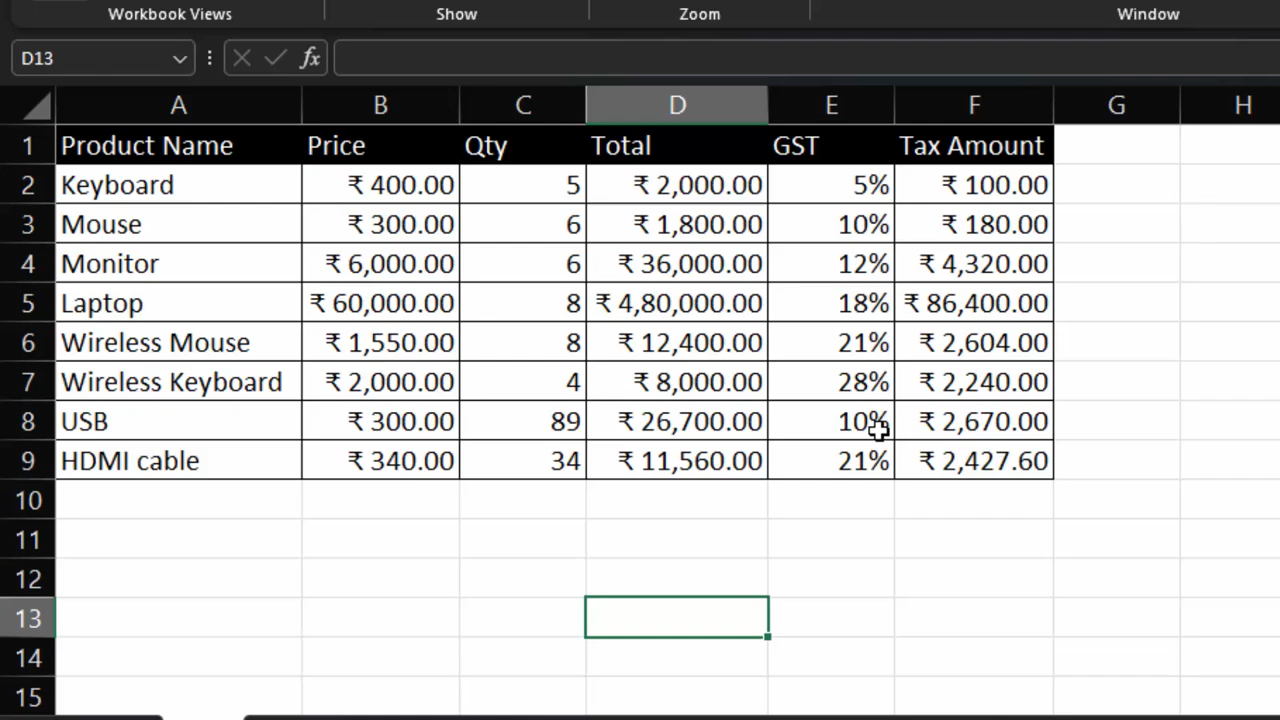 Workbook Views Show Zoom Window
D13 fx
A B C D E F G H
1 Product Name Price Qty Total GST Tax Amount
2 Keyboard ₹ 400.00 5 ₹ 2,000.00 5% ₹ 100.00
3 Mouse ₹ 300.00 6 ₹ 1,800.00 10% ₹ 180.00
4 Monitor ₹ 6,000.00 6 ₹ 36,000.00 12% ₹ 4,320.00
5 Laptop ₹ 60,000.00 8 ₹ 4,80,000.00 18% ₹ 86,400.00
6 Wireless Mouse ₹ 1,550.00 8 ₹ 12,400.00 21% ₹ 2,604.00
7 Wireless Keyboard ₹ 2,000.00 4 ₹ 8,000.00 28% ₹ 2,240.00
8 USB ₹ 300.00 89 ₹ 26,700.00 10% ₹ 2,670.00
9 HDMI cable ₹ 340.00 34 ₹ 11,560.00 21% ₹ 2,427.60
10
11
12
13
14
15